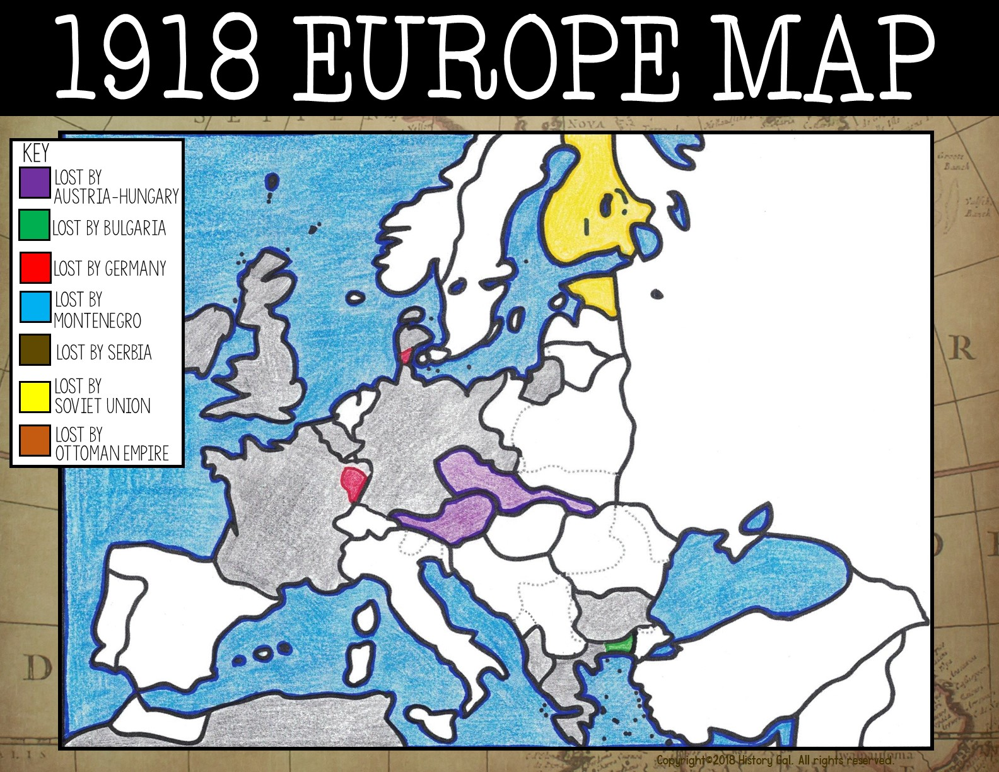 1918 EUROPE MAP
KEY
LOST BY
AUSTRIA-HUNGARY
LOST BY BULGARIA
LOST BY GERMANY
LOST BY
MONTENEGRO
LOST BY SERBIA
LOST BY
SOVIET UNION
LOST BY
OTTOMAN EMPIRE
NOVA
R
D
Copyright©2018 History Gal. All rights reserved.